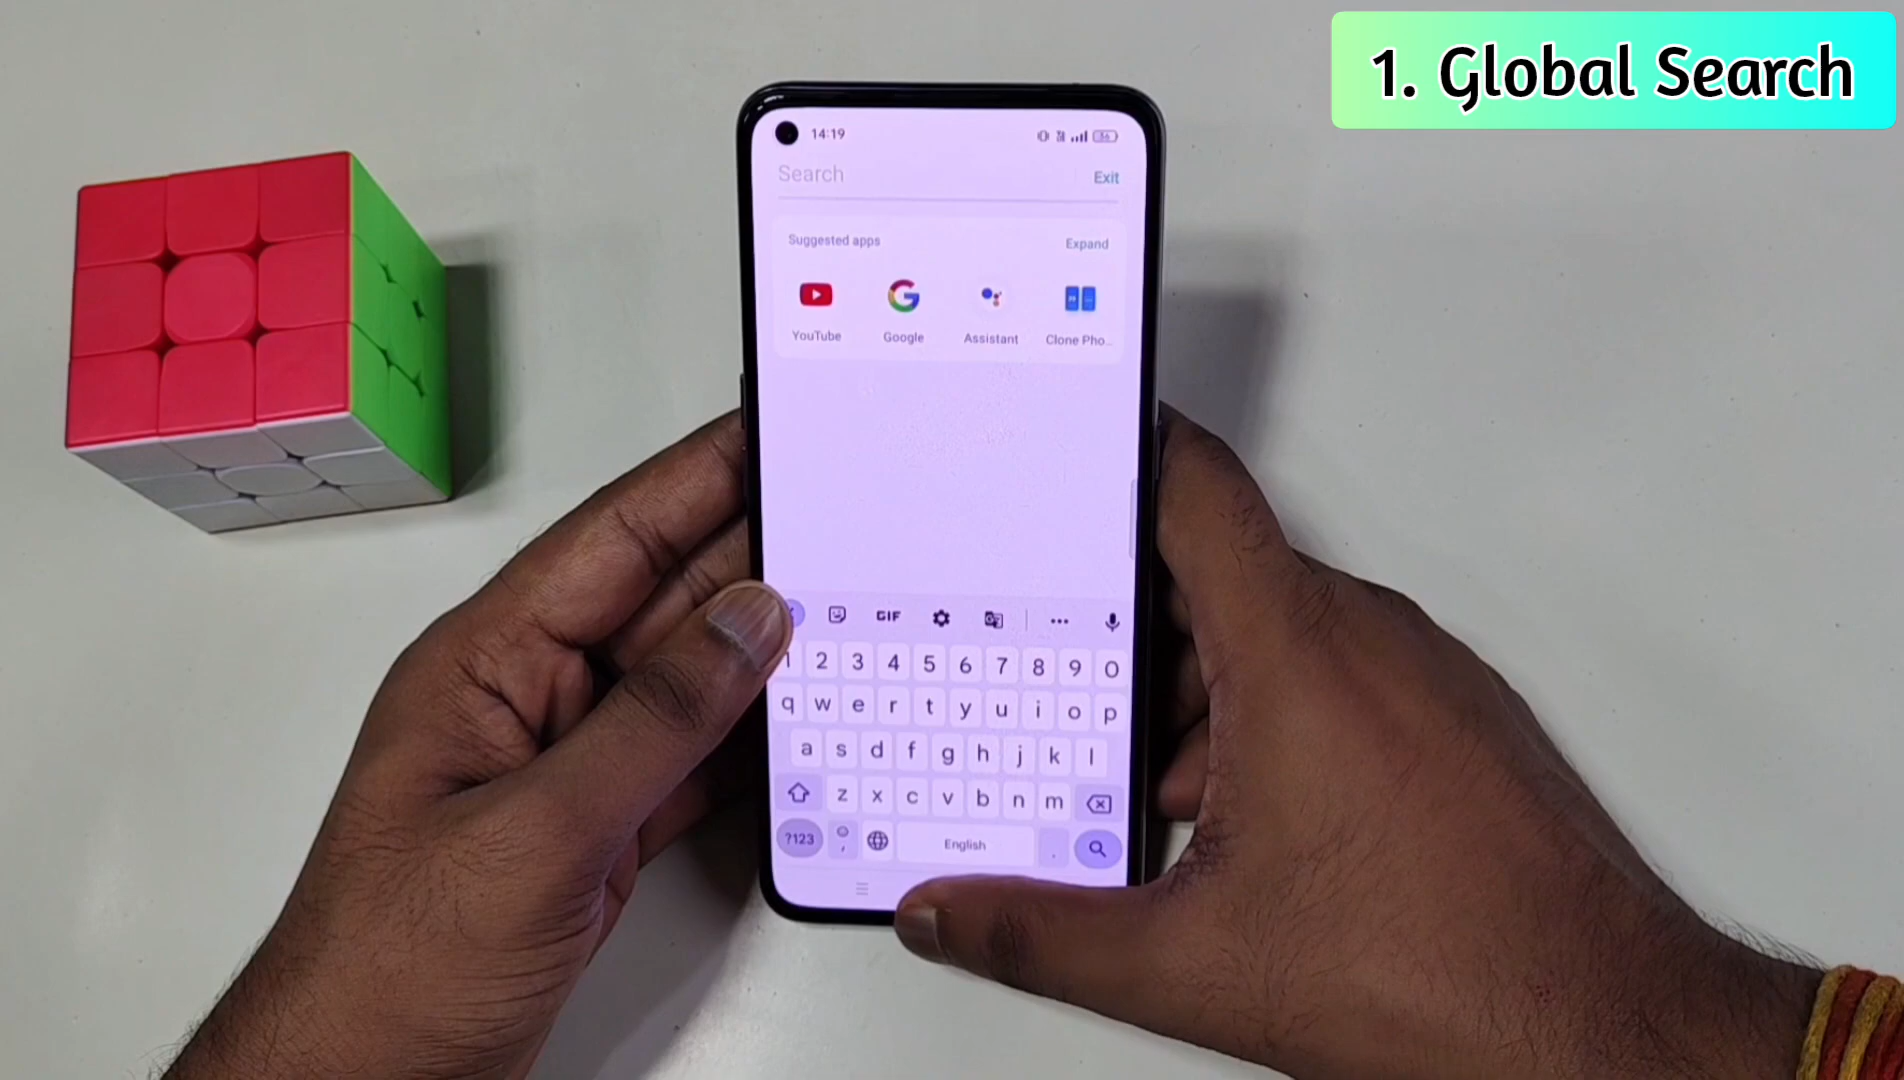 1. Global Search
14:19
56
Search
Exit
Suggested apps
Expand
YouTube
Google
Assistant
Clone Pho...
GIF
1 2 3 4 5 6 7 8 9 0
q w e r t y u i o p
a s d f g h j k l
z x c v b n m
?123 , English .